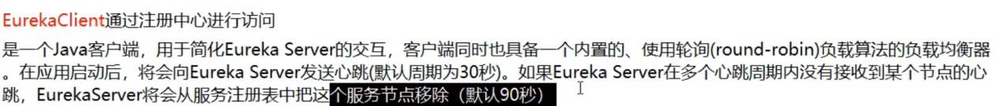 EurekaClient通过注册中心进行访问
是一个Java客户端，用于简化Eureka Server的交互，客户端同时也具备一个内置的、使用轮询(round-robin)负载算法的负载均衡器
。在应用启动后，将会向Eureka Server发送心跳(默认周期为30秒)。如果Eureka Server在多个心跳周期内没有接收到某个节点的心
跳，EurekaServer将会从服务注册表中把这个服务节点移除（默认90秒）